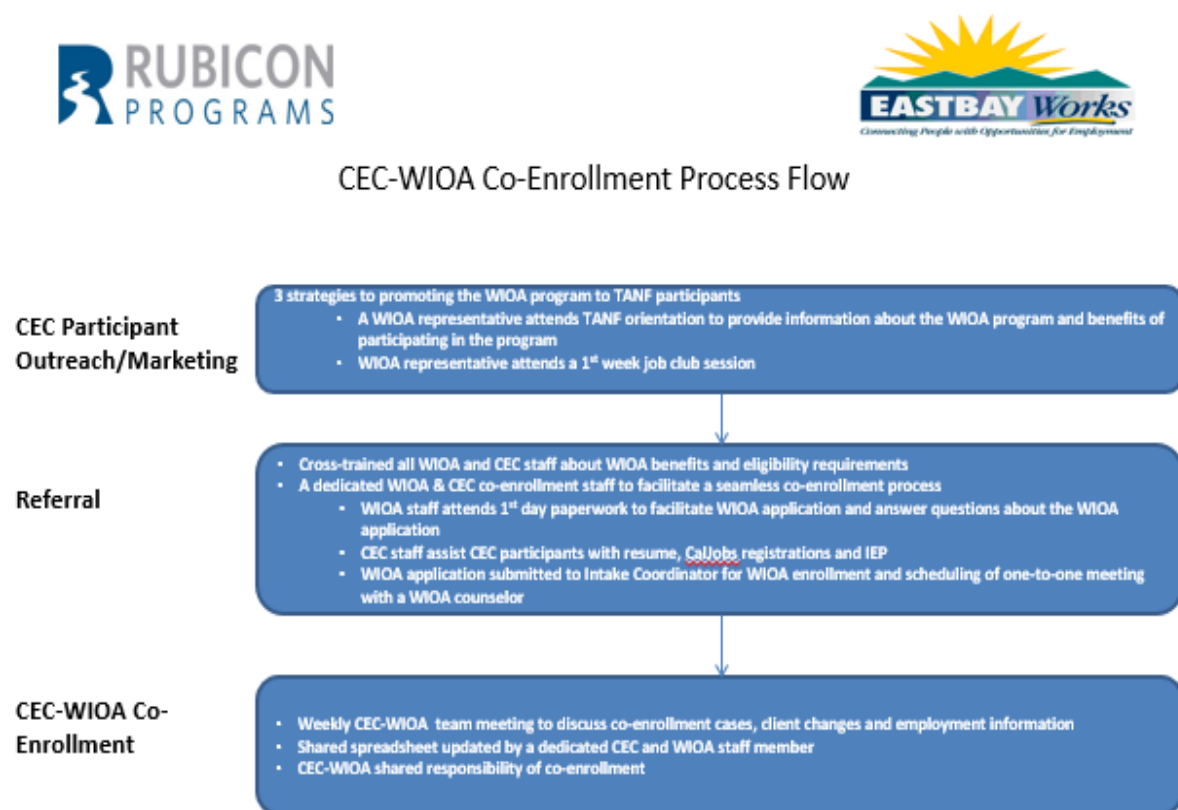 RUBICON
PROGRAMS
EASTBAY Works
Connecting People with Opportunities for Employment
CEC-WIOA Co-Enrollment Process Flow
CEC Participant
Outreach/Marketing
3 strategies to promoting the WIOA program to TANF participants
• A WIOA representative attends TANF orientation to provide information about the WIOA program and benefits of
participating in the program
• WIOA representative attends a 1st week job club session
Referral
• Cross-trained all WIOA and CEC staff about WIOA benefits and eligibility requirements
• A dedicated WIOA & CEC co-enrollment staff to facilitate a seamless co-enrollment process
• WIOA staff attends 1st day paperwork to facilitate WIOA application and answer questions about the WIOA
application
• CEC staff assist CEC participants with resume, CalJobs registrations and IEP
• WIOA application submitted to Intake Coordinator for WIOA enrollment and scheduling of one-to-one meeting
with a WIOA counselor
CEC-WIOA Co-
Enrollment
• Weekly CEC-WIOA team meeting to discuss co-enrollment cases, client changes and employment information
• Shared spreadsheet updated by a dedicated CEC and WIOA staff member
• CEC-WIOA shared responsibility of co-enrollment